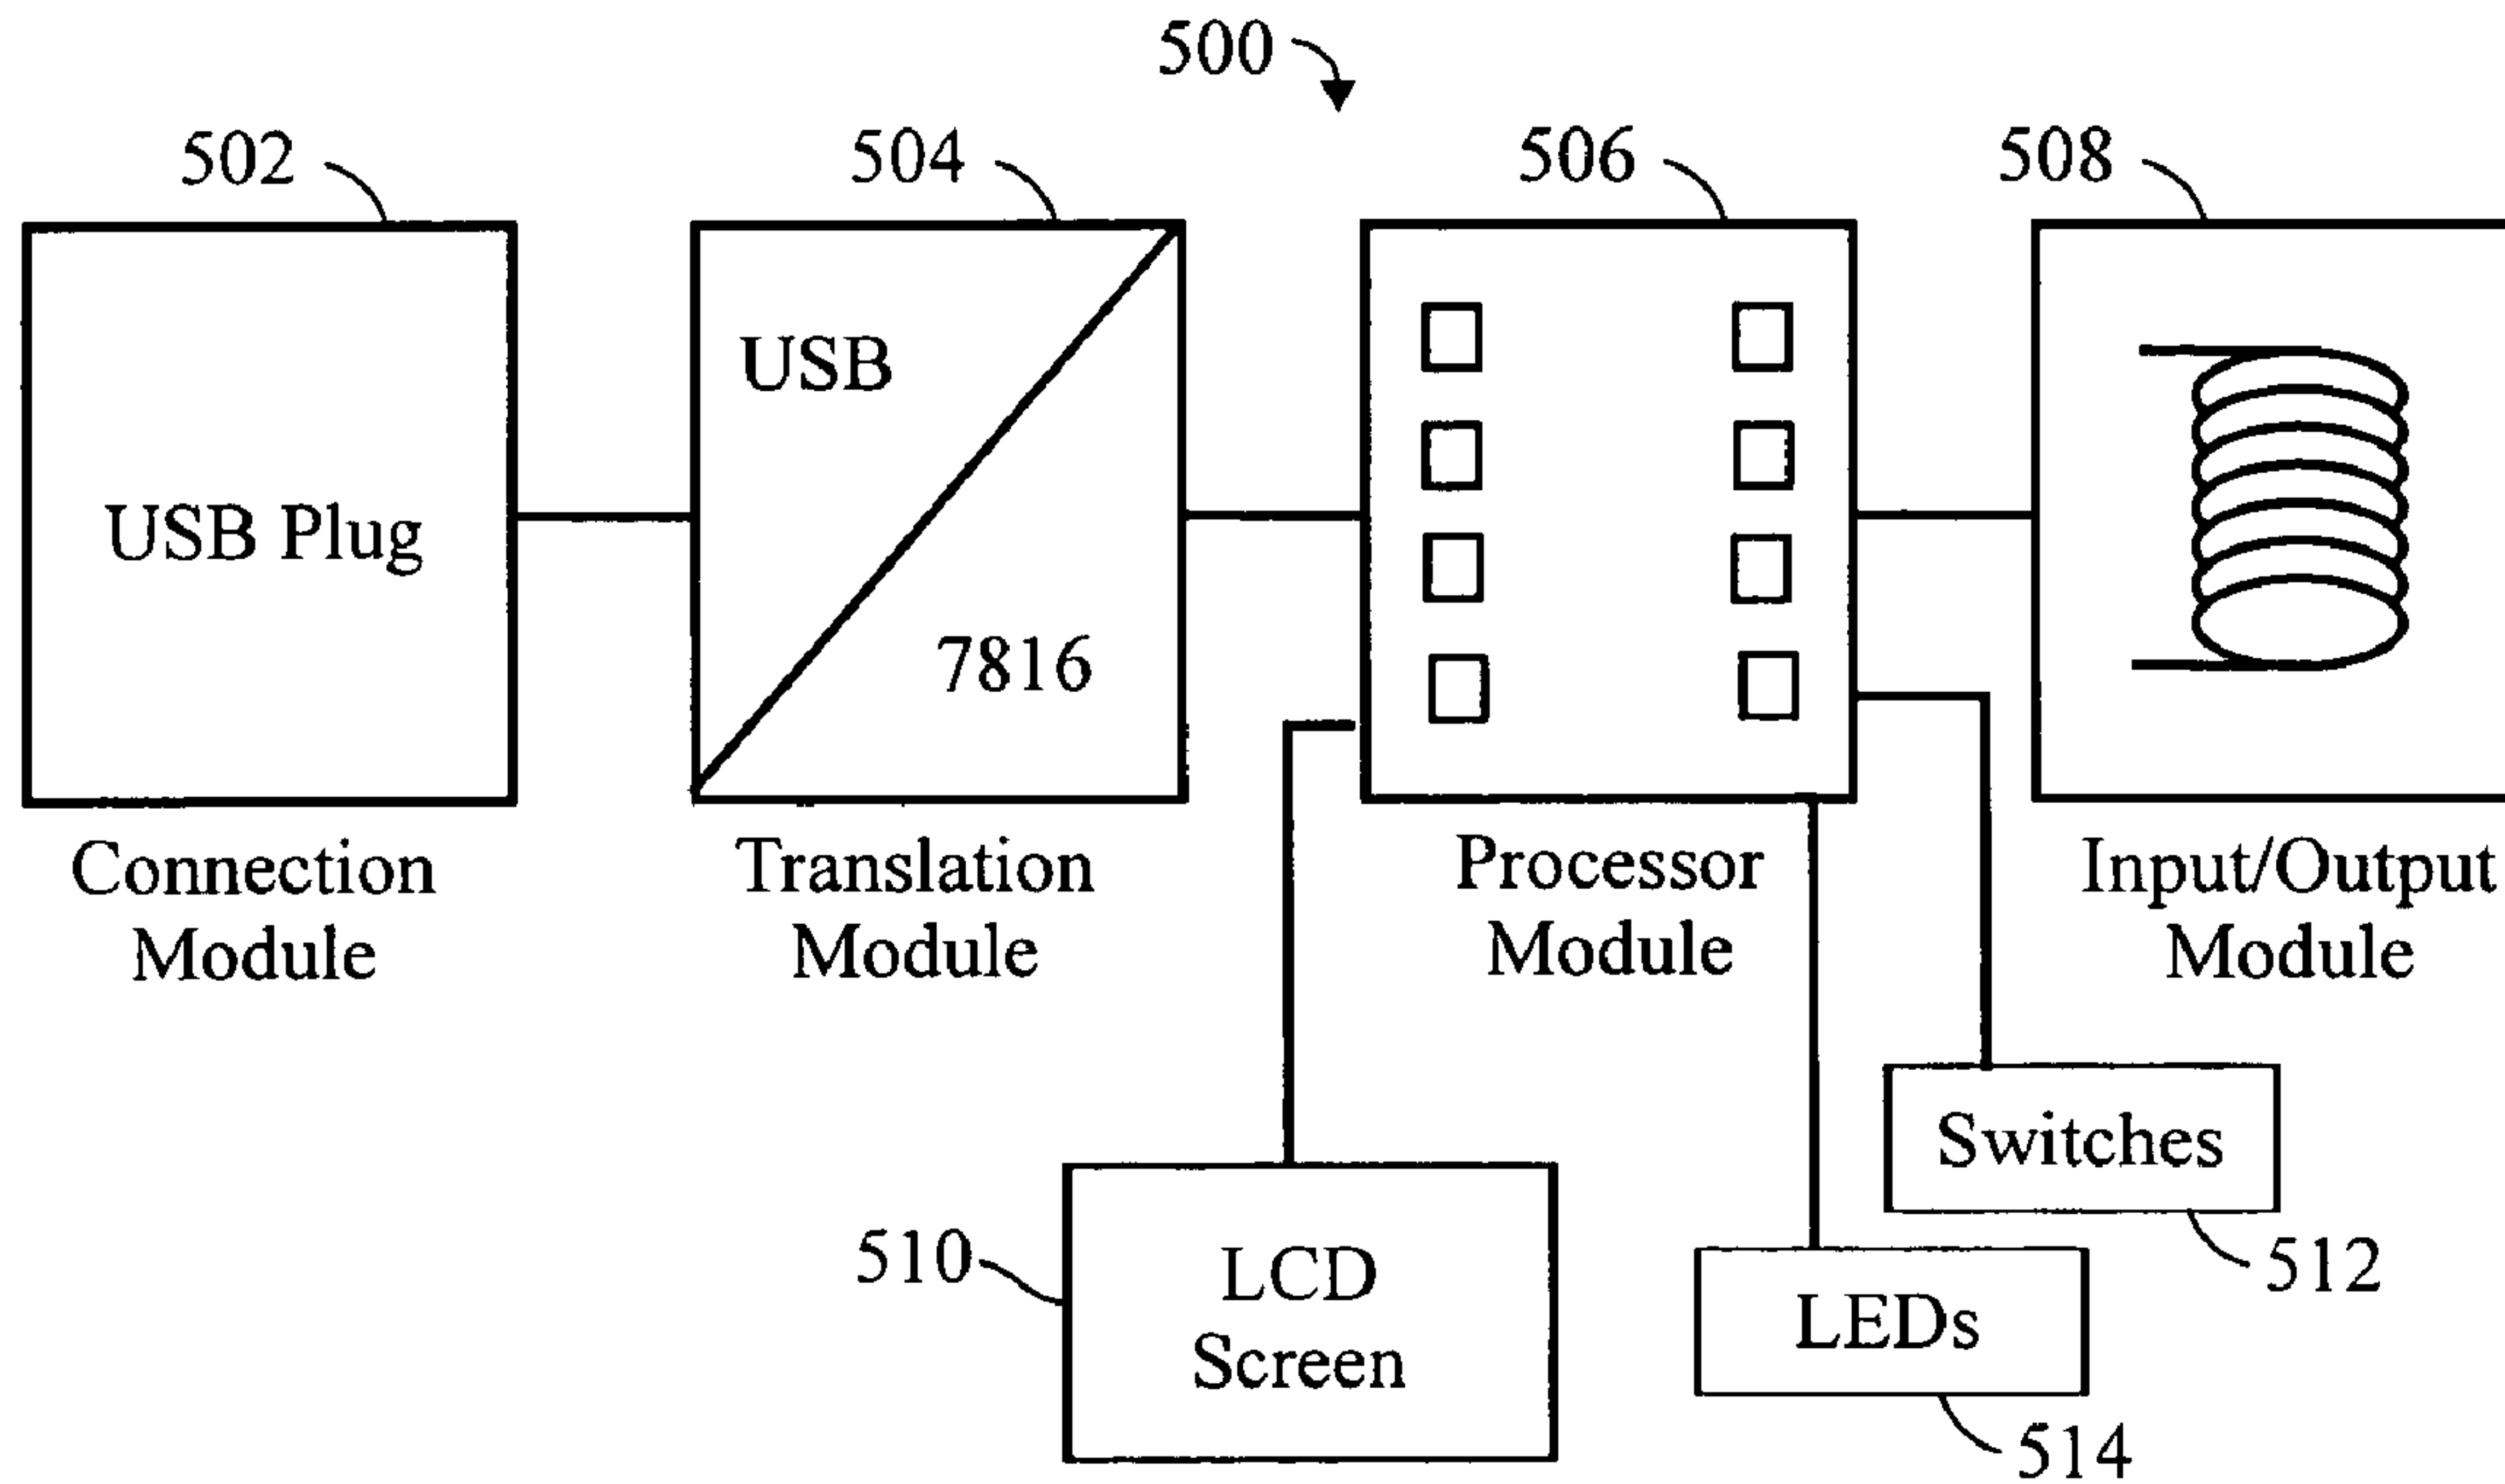 500
502
504
506
508
USB Plug
USB
7816
Connection
Module
Translation
Module
Processor
Module
Input/Output
Module
Switches
512
510
LCD
Screen
LEDs
514